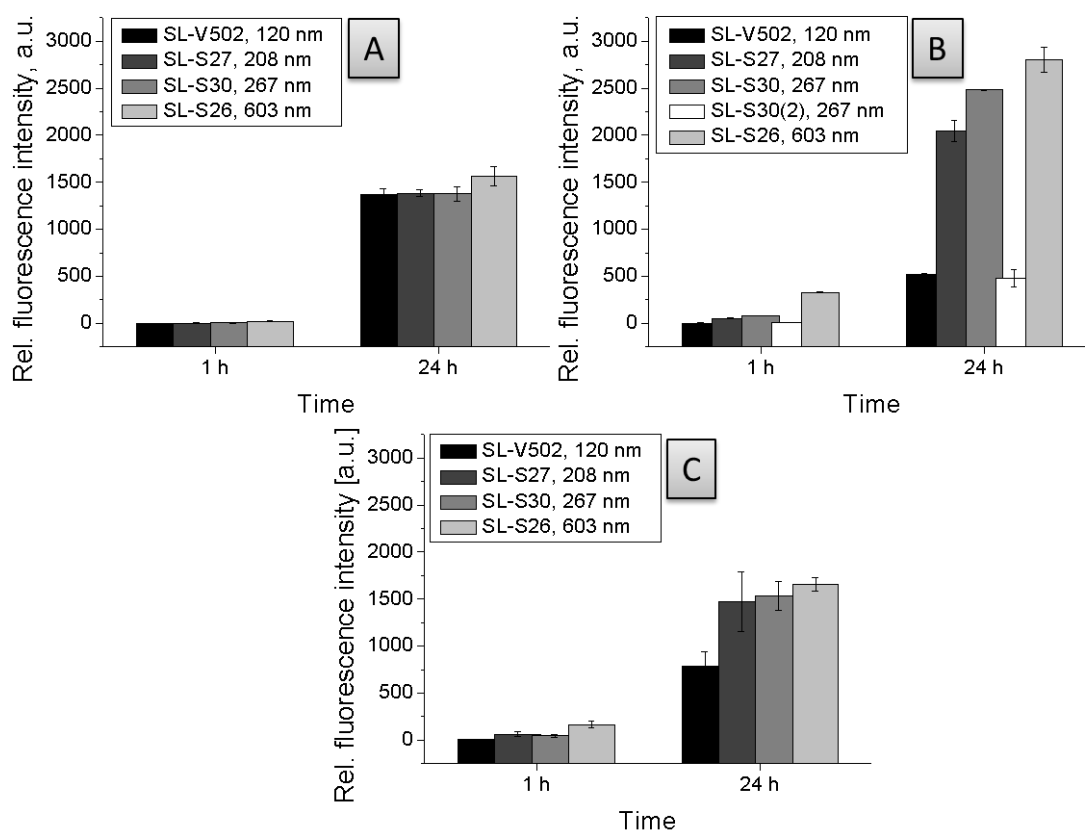 Rel. fluorescence intensity, a.u.
3000
2500
2000
1500
1000
500
0
SL-V502, 120 nm
SL-S27, 208 nm
SL-S30, 267 nm
SL-S26, 603 nm
A
1 h
24 h
Time
Rel. fluorescence intensity, a.u.
3000
2500
2000
1500
1000
500
0
SL-V502, 120 nm
SL-S27, 208 nm
SL-S30, 267 nm
SL-S30(2), 267 nm
SL-S26, 603 nm
B
1 h
24 h
Time
Rel. fluorescence intensity [a.u.]
3000
2500
2000
1500
1000
500
0
SL-V502, 120 nm
SL-S27, 208 nm
SL-S30, 267 nm
SL-S26, 603 nm
C
1 h
24 h
Time